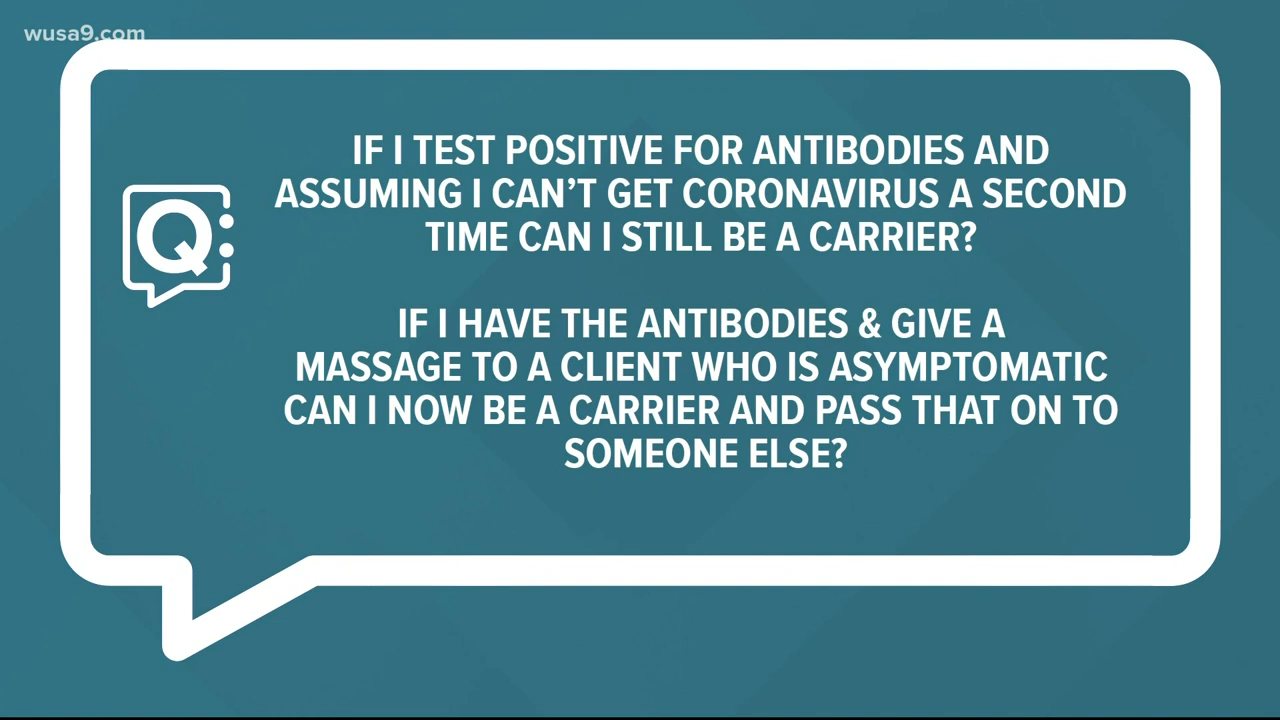 wusa9.com
IF I TEST POSITIVE FOR ANTIBODIES AND
ASSUMING I CAN'T GET CORONAVIRUS A SECOND
TIME CAN I STILL BE A CARRIER?
Q:
IF I HAVE THE ANTIBODIES & GIVE A
MASSAGE TO A CLIENT WHO IS ASYMPTOMATIC
CAN I NOW BE A CARRIER AND PASS THAT ON TO
SOMEONE ELSE?